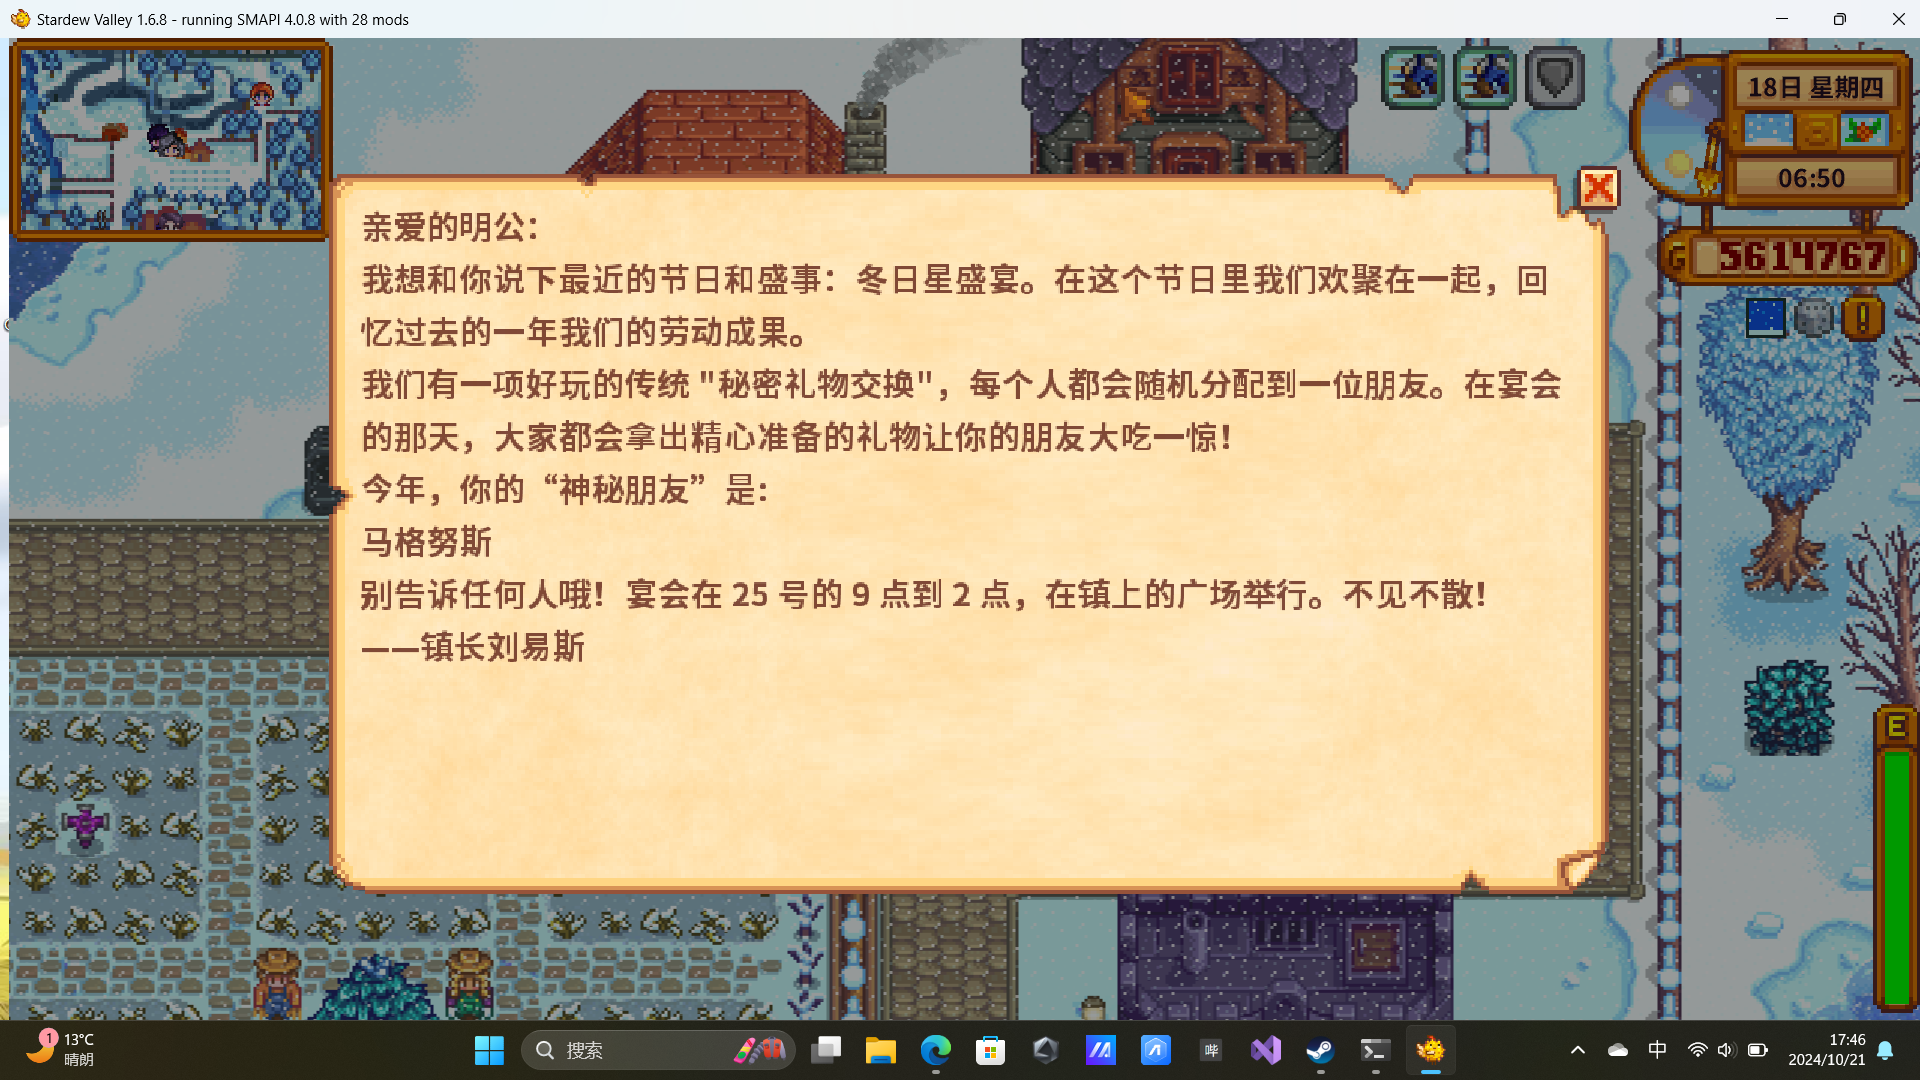 Stardew Valley 1.6.8 - running SMAPI 4.0.8 with 28 mods
18日 星期四
06:50
G 5614767
亲爱的明公：
我想和你说下最近的节日和盛事：冬日星盛宴。在这个节日里我们欢聚在一起，回
忆过去的一年我们的劳动成果。
我们有一项好玩的传统 "秘密礼物交换"，每个人都会随机分配到一位朋友。在宴会
的那天，大家都会拿出精心准备的礼物让你的朋友大吃一惊！
今年，你的“神秘朋友”是：
马格努斯
别告诉任何人哦！宴会在 25 号的 9 点到 2 点，在镇上的广场举行。不见不散！
——镇长刘易斯
E
1
13°C
晴朗
搜索
哔
中
17:46
2024/10/21